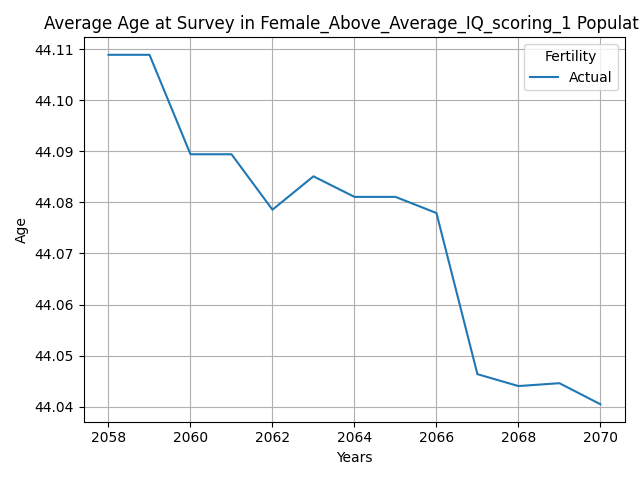 Average Age at Survey in Female_Above_Average_IQ_scoring_1 Populat
Fertility
Actual
44.11
44.10
44.09
44.08
44.07
44.06
44.05
44.04
Age
2058 2060 2062 2064 2066 2068 2070
Years